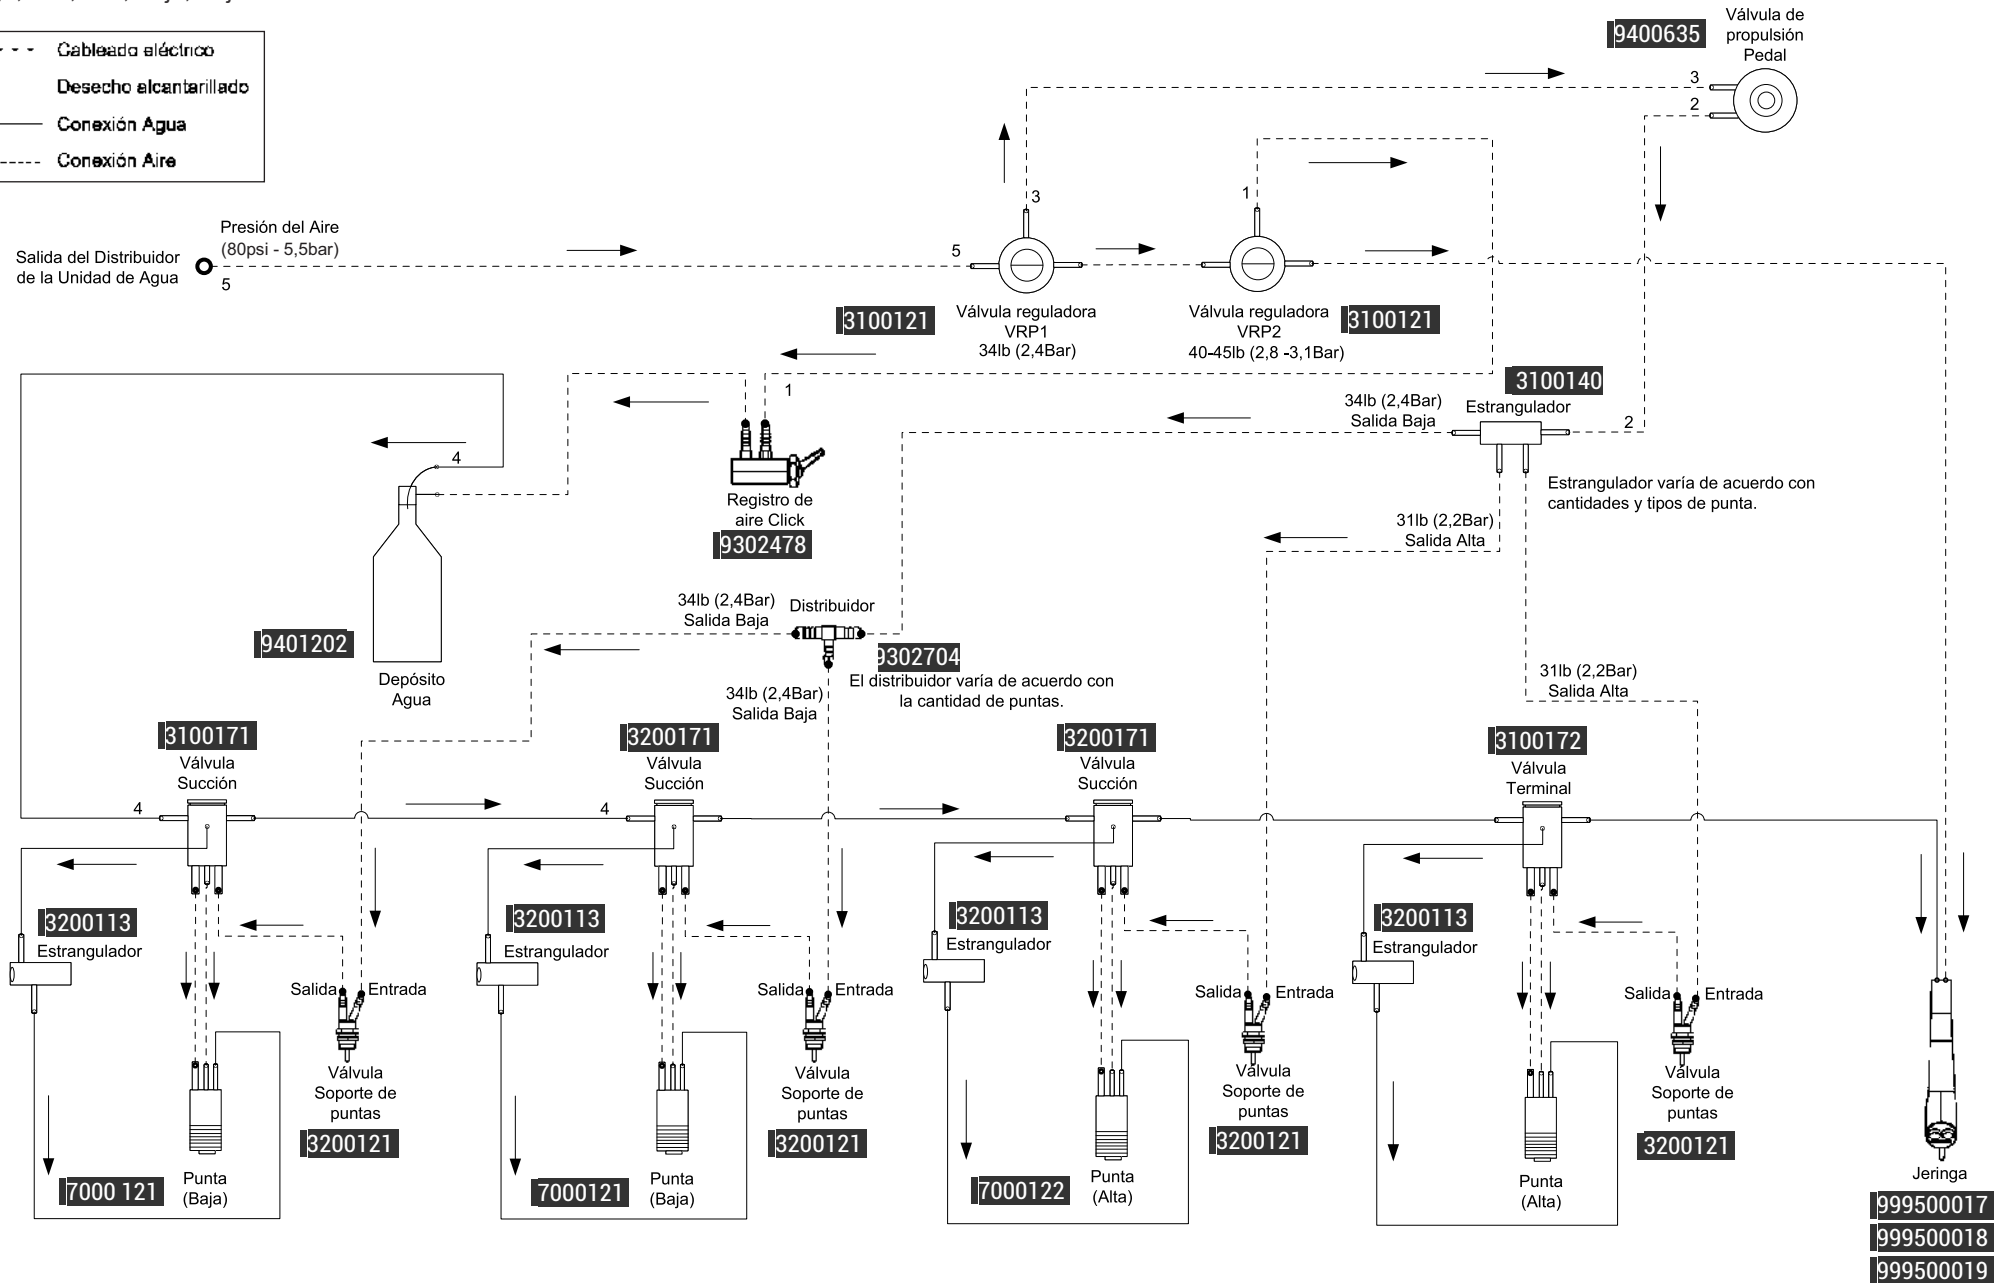 Cableado eléctrico
Desecho alcantarillado
Conexión Agua
Conexión Aire
9400635
Válvula de
propulsión
Pedal
3
2
Presión del Aire
(80psi - 5,5bar)
Salida del Distribuidor
de la Unidad de Agua
5
5
3
1
3100121
Válvula reguladora
VRP1
34lb (2,4Bar)
Válvula reguladora
VRP2
40-45lb (2,8 -3,1Bar)
3100121
1
3100140
Estrangulador
2
34lb (2,4Bar)
Salida Baja
Estrangulador varía de acuerdo con
cantidades y tipos de punta.
4
Registro de
aire Click
9302478
31lb (2,2Bar)
Salida Alta
34lb (2,4Bar)
Salida Baja
Distribuidor
9302704
El distribuidor varía de acuerdo con
la cantidad de puntas.
9401202
Depósito
Agua
34lb (2,4Bar)
Salida Baja
31lb (2,2Bar)
Salida Alta
3100171
Válvula
Succión
3200171
Válvula
Succión
3200171
Válvula
Succión
3100172
Válvula
Terminal
4
4
3200113
Estrangulador
3200113
Estrangulador
3200113
Estrangulador
3200113
Estrangulador
Salida
Entrada
Salida
Entrada
Salida
Entrada
Salida
Entrada
Válvula
Soporte de
puntas
3200121
Válvula
Soporte de
puntas
3200121
Válvula
Soporte de
puntas
3200121
Válvula
Soporte de
puntas
3200121
7000 121
Punta
(Baja)
7000121
Punta
(Baja)
7000122
Punta
(Alta)
Punta
(Alta)
Jeringa
999500017
999500018
999500019